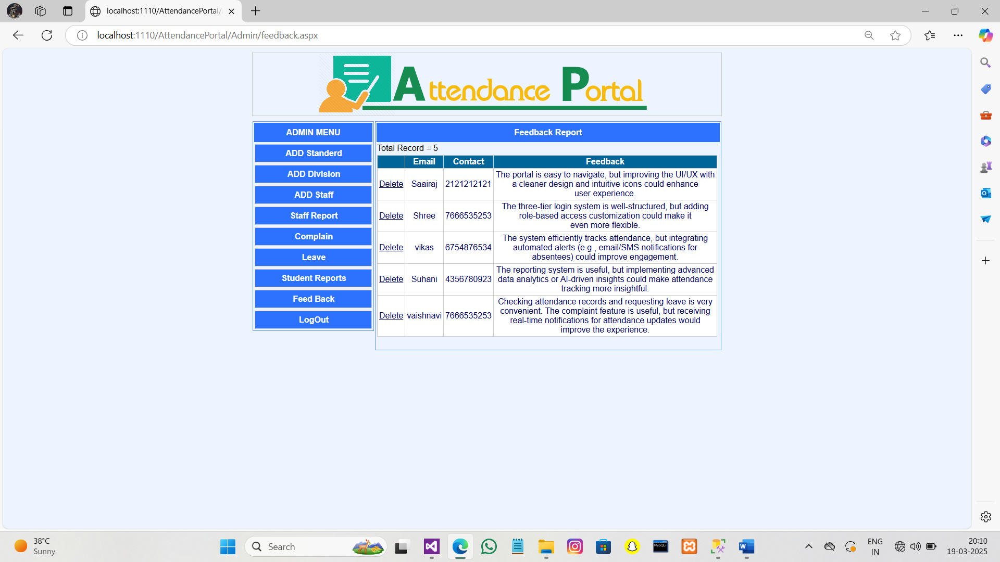 localhost:1110/AttendancePortal/
localhost:1110/AttendancePortal/Admin/feedback.aspx
Attendance Portal
ADMIN MENU
ADD Standerd
ADD Division
ADD Staff
Staff Report
Complain
Leave
Student Reports
Feed Back
LogOut
Feedback Report
Total Record = 5
Email Contact Feedback
Delete Saairaj 2121212121 The portal is easy to navigate, but improving the UI/UX with
a cleaner design and intuitive icons could enhance
user experience.
Delete Shree 7666535253 The three-tier login system is well-structured, but adding
role-based access customization could make it
even more flexible.
Delete vikas 6754876534 The system efficiently tracks attendance, but integrating
automated alerts (e.g., email/SMS notifications for
absentees) could improve engagement.
Delete Suhani 4356780923 The reporting system is useful, but implementing advanced
data analytics or AI-driven insights could make attendance
tracking more insightful.
Delete vaishnavi 7666535253 Checking attendance records and requesting leave is very
convenient. The complaint feature is useful, but receiving
real-time notifications for attendance updates would
improve the experience.
38°C
Sunny
Search
MySQL
ENG
IN
20:10
19-03-2025